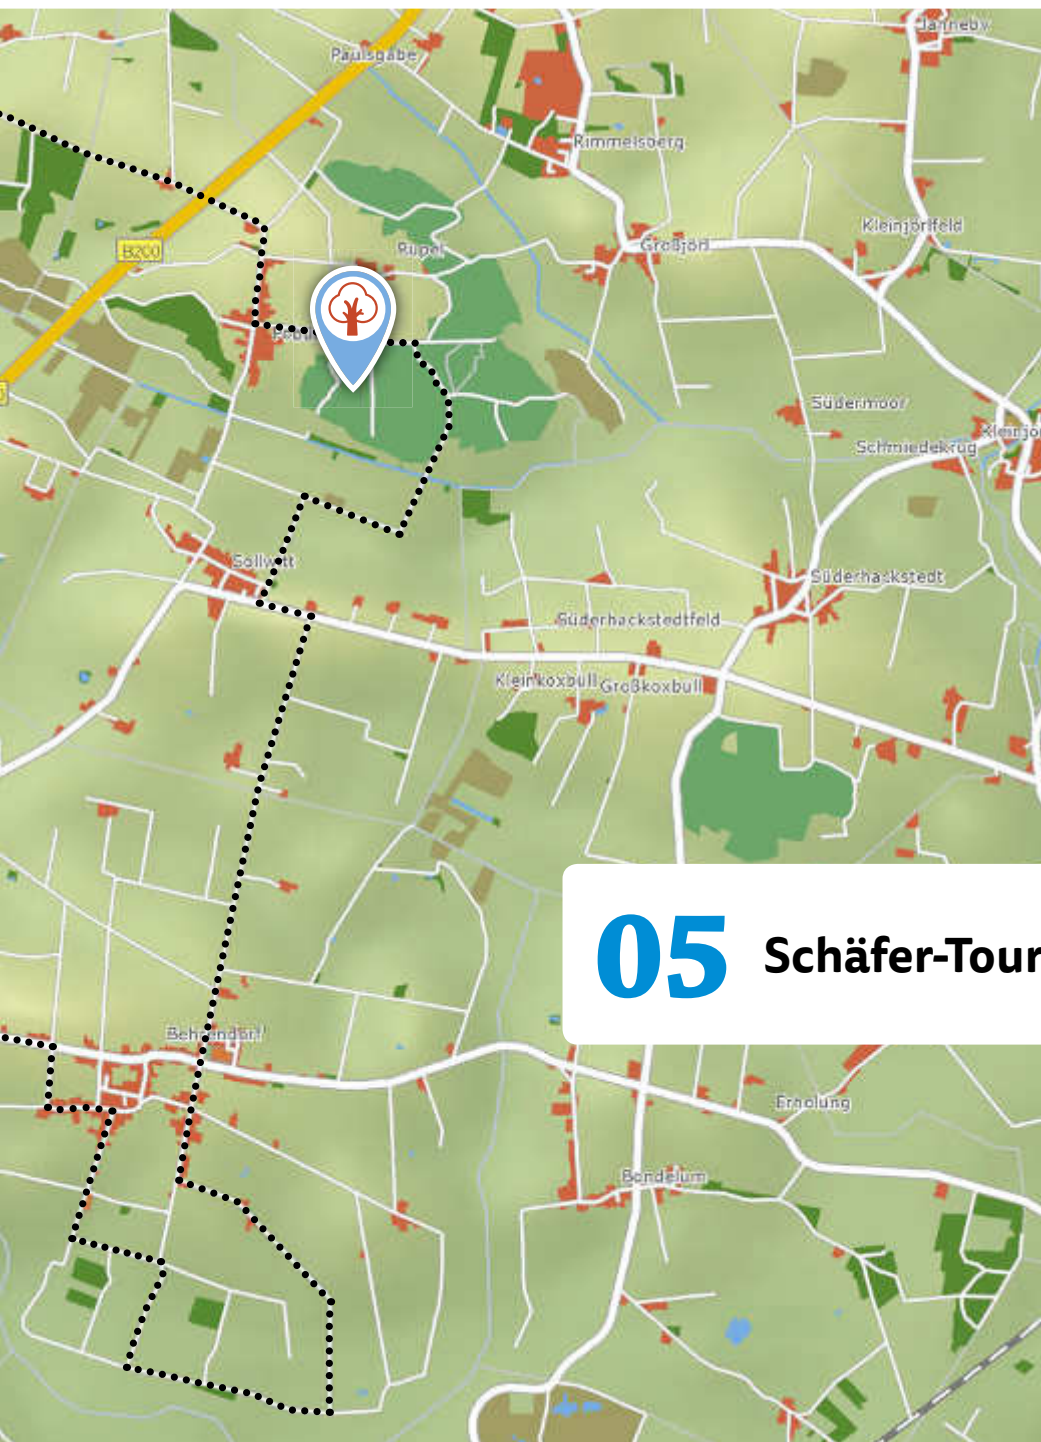 Janneby
Paulsgabe
Rimmelsberg
Kleinjörlfeld
Großjörl
Rupel
B200
Südermoor
Schmiedekrug
Sollwitt
Süderhackstedt
Süderhackstedtfeld
Kleinkoxbüll
Großkoxbüll
05 Schäfer-Tour
Behrendorf
Erholung
Bondelum